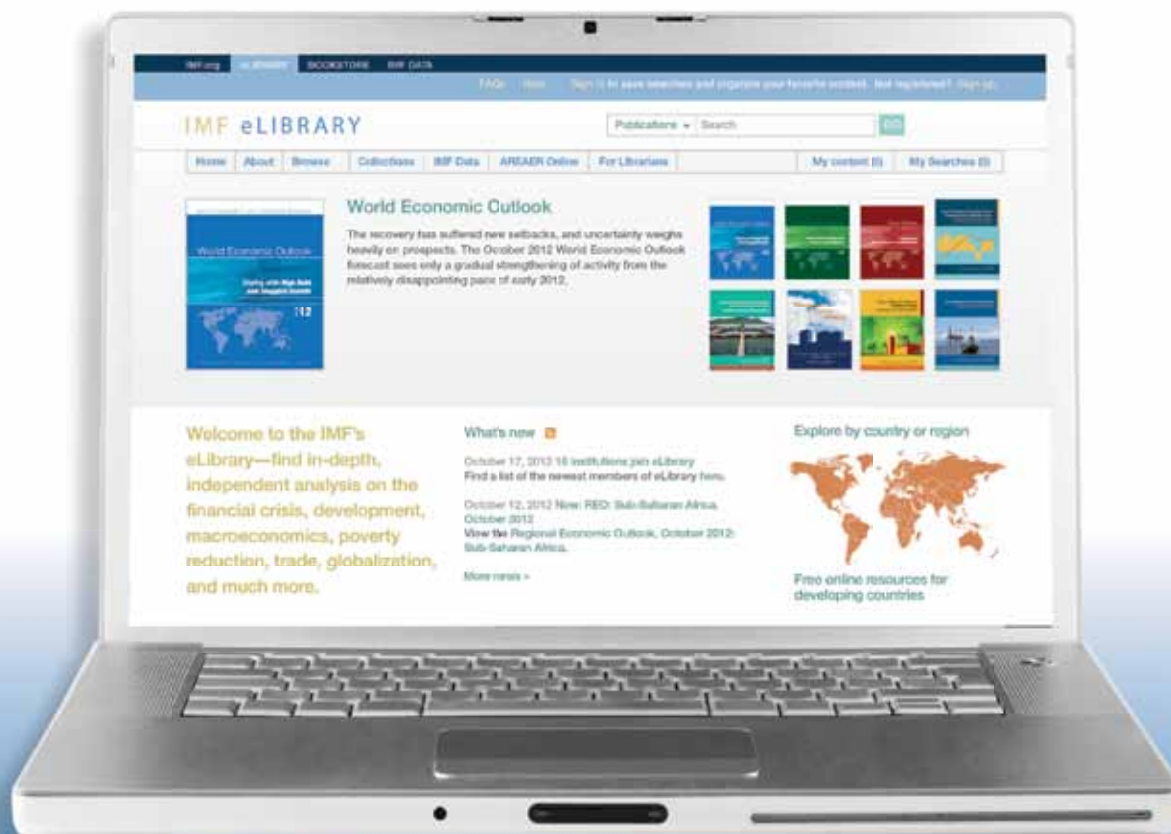 IMF.org eLIBRARY BOOKSTORE IMF DATA
FAQs Help Sign in to save searches and organize your favorite content. Not registered? Sign up.
IMF eLIBRARY
Publications Search GO
Home About Browse Collections IMF Data AREAER Online For Librarians My content (0) My Searches (0)
World Economic Outlook
The recovery has suffered new setbacks, and uncertainty weighs
heavily on prospects. The October 2012 World Economic Outlook
forecast sees only a gradual strengthening of activity from the
relatively disappointing pace of early 2012.
World Economic Outlook
Coping with High Debt
and Sluggish Growth
12
Welcome to the IMF's
eLibrary—find in-depth,
independent analysis on the
financial crisis, development,
macroeconomics, poverty
reduction, trade, globalization,
and much more.
What's new
October 17, 2012 16 institutions join eLibrary
Find a list of the newest members of eLibrary here.
October 12, 2012 New: REO: Sub-Saharan Africa,
October 2012
View the Regional Economic Outlook, October 2012:
Sub-Saharan Africa.
More news »
Explore by country or region
Free online resources for
developing countries